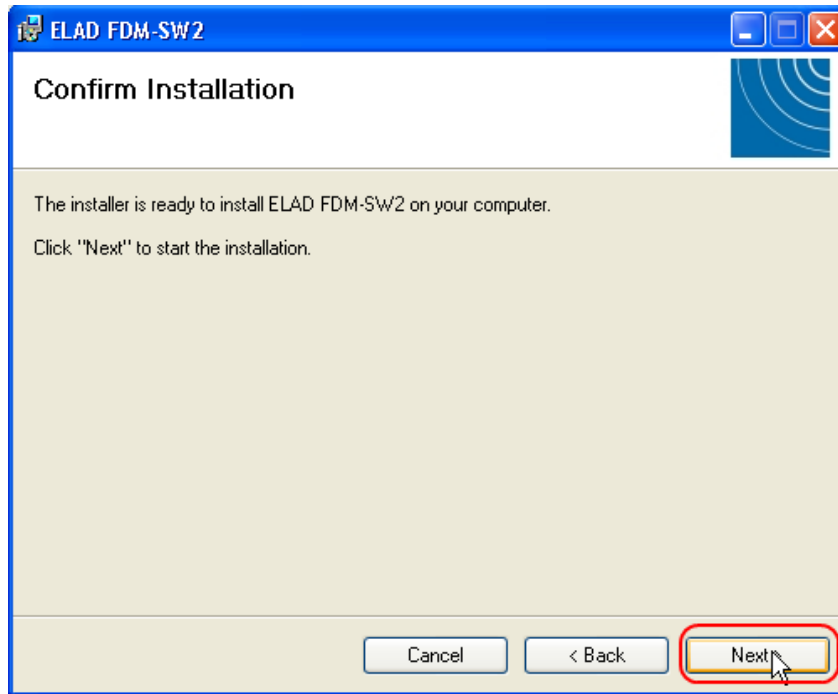 ELAD FDM-SW2
Confirm Installation
The installer is ready to install ELAD FDM-SW2 on your computer.
Click "Next" to start the installation.
Cancel
< Back
Next